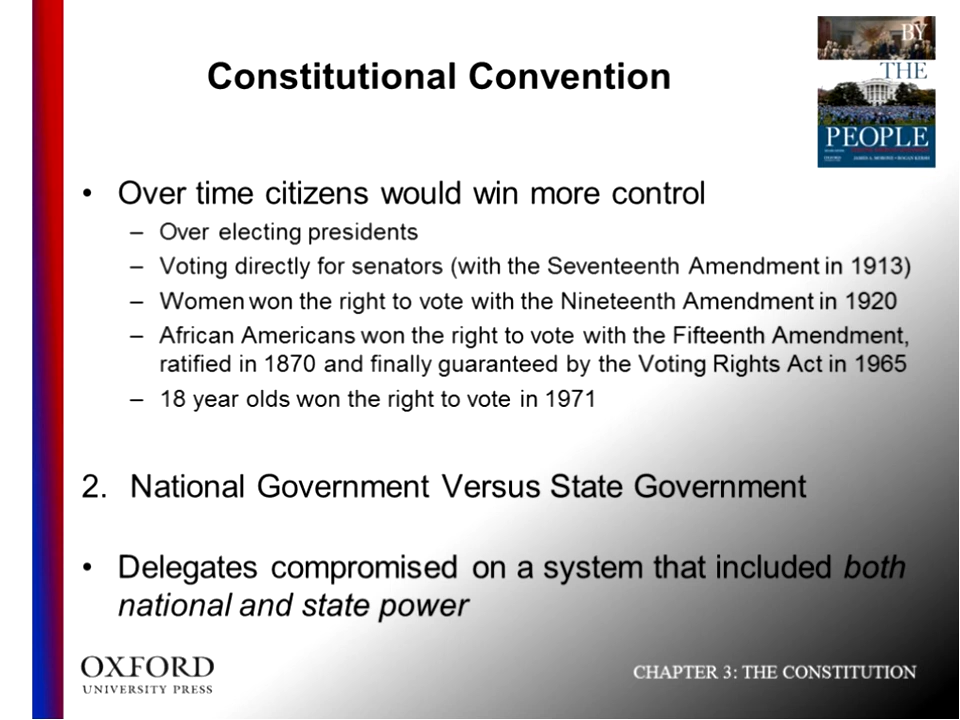 Constitutional Convention
BY
THE
PEOPLE
JAMES A. MORONE • ROGAN KERSH
• Over time citizens would win more control
– Over electing presidents
– Voting directly for senators (with the Seventeenth Amendment in 1913)
– Women won the right to vote with the Nineteenth Amendment in 1920
– African Americans won the right to vote with the Fifteenth Amendment,
ratified in 1870 and finally guaranteed by the Voting Rights Act in 1965
– 18 year olds won the right to vote in 1971
2. National Government Versus State Government
• Delegates compromised on a system that included both
national and state power
OXFORD
UNIVERSITY PRESS
CHAPTER 3: THE CONSTITUTION